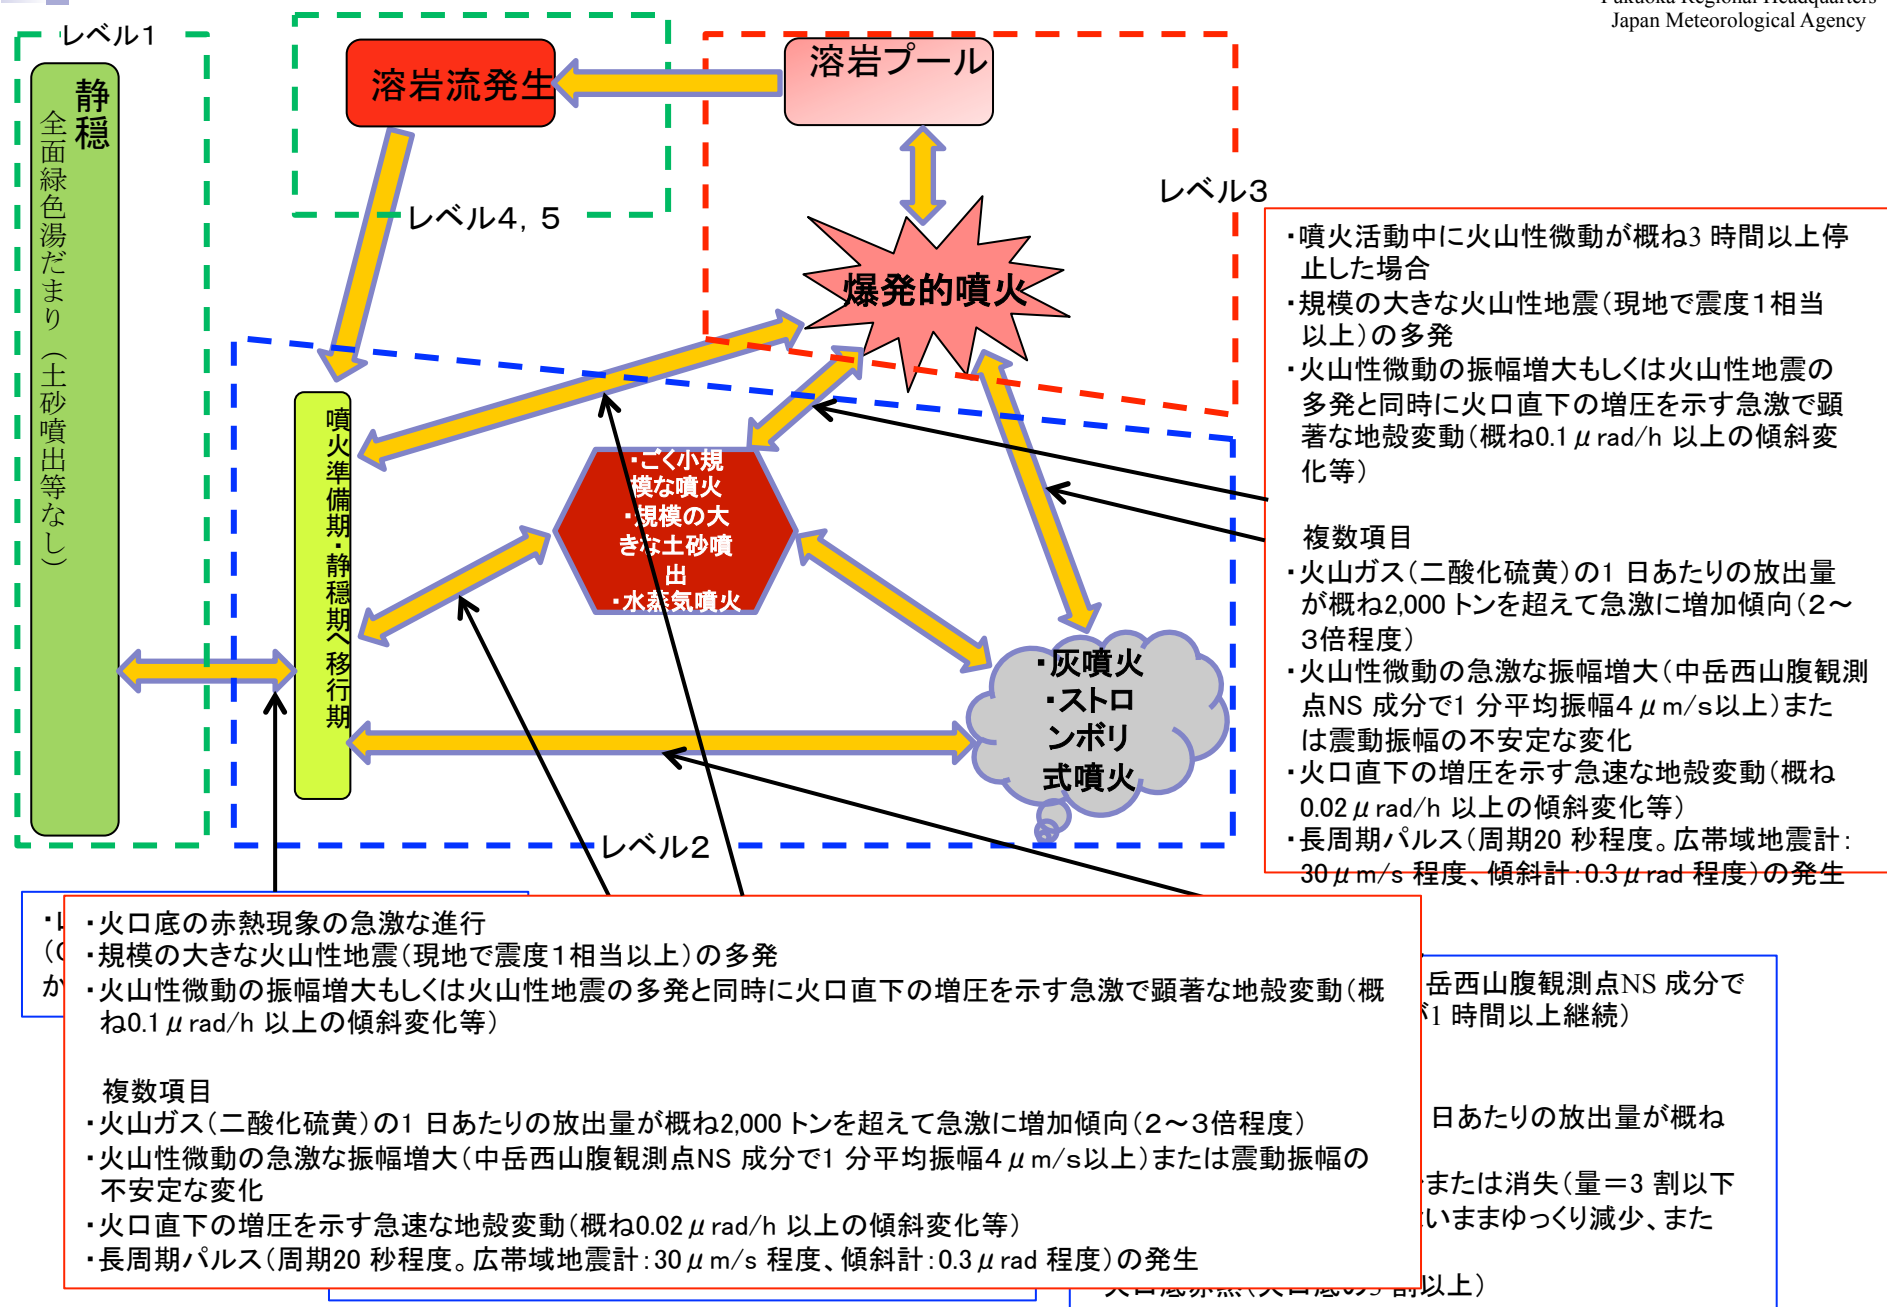 Fukuoka Regional Headquarters
Japan Meteorological Agency
レベル1
静穏
全面緑色湯だまり（土砂噴出等なし）
溶岩流発生
溶岩プール
レベル4，5
レベル3
爆発的噴火
噴火準備期・静穏期へ移行期
・ごく小規
模な噴火
・規模の大
きな土砂噴
出
・水蒸気噴火
・灰噴火
・ストロ
ンボリ
式噴火
レベル2
・噴火活動中に火山性微動が概ね3 時間以上停
止した場合
・規模の大きな火山性地震（現地で震度1相当
以上）の多発
・火山性微動の振幅増大もしくは火山性地震の
多発と同時に火口直下の増圧を示す急激で顕
著な地殻変動（概ね0.1μrad/h 以上の傾斜変
化等）
複数項目
・火山ガス（二酸化硫黄）の1 日あたりの放出量
が概ね2,000 トンを超えて急激に増加傾向（2～
3倍程度）
・火山性微動の急激な振幅増大（中岳西山腹観測
点NS 成分で1 分平均振幅4μm/s以上）また
は震動振幅の不安定な変化
・火口直下の増圧を示す急速な地殻変動（概ね
0.02μrad/h 以上の傾斜変化等）
・長周期パルス（周期20 秒程度。広帯域地震計：
30μm/s 程度、傾斜計：0.3μrad 程度）の発生
か
・火口底の赤熱現象の急激な進行
・規模の大きな火山性地震（現地で震度1相当以上）の多発
・火山性微動の振幅増大もしくは火山性地震の多発と同時に火口直下の増圧を示す急激で顕著な地殻変動（概
ね0.1μrad/h 以上の傾斜変化等）
複数項目
・火山ガス（二酸化硫黄）の1 日あたりの放出量が概ね2,000 トンを超えて急激に増加傾向（2～3倍程度）
・火山性微動の急激な振幅増大（中岳西山腹観測点NS 成分で1 分平均振幅4μm/s以上）または震動振幅の
不安定な変化
・火口直下の増圧を示す急速な地殻変動（概ね0.02μrad/h 以上の傾斜変化等）
・長周期パルス（周期20 秒程度。広帯域地震計：30μm/s 程度、傾斜計：0.3μrad 程度）の発生
岳西山腹観測点NS 成分で
1 時間以上継続）
日あたりの放出量が概ね
または消失（量＝3 割以下
いままゆっくり減少、また
割以上）